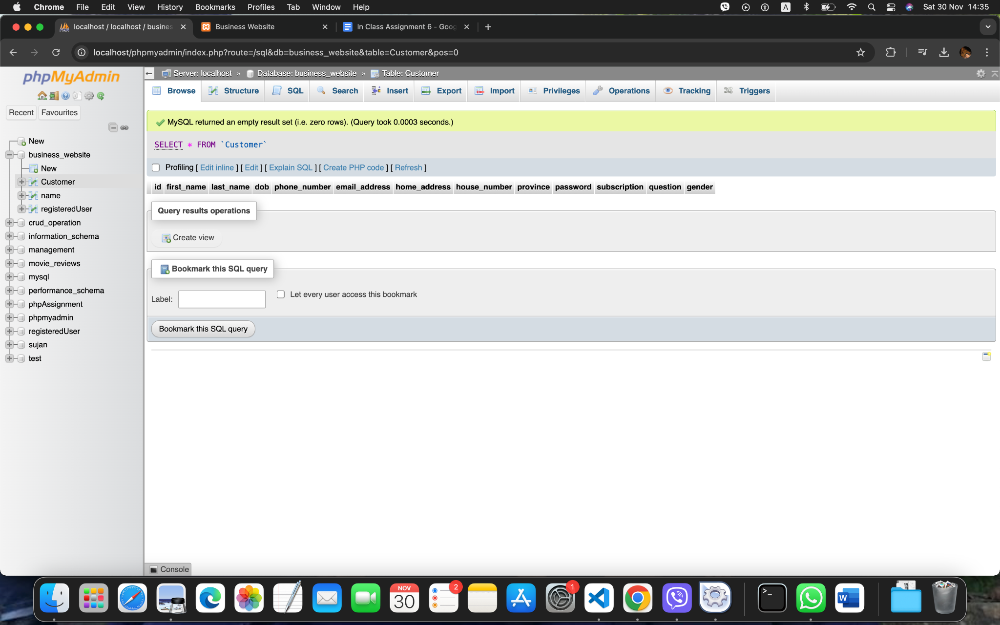 Chrome File Edit View History Bookmarks Profiles Tab Window Help A Sat 30 Nov 14:35
localhost / localhost / busines Business Website In Class Assignment 6 - Goog
localhost/phpmyadmin/index.php?route=/sql&db=business_website&table=Customer&pos=0
phpMyAdmin
Recent Favourites
New
business_website
New
Customer
name
registeredUser
crud_operation
information_schema
management
movie_reviews
mysql
performance_schema
phpAssignment
phpmyadmin
registeredUser
sujan
test
Server: localhost » Database: business_website » Table: Customer
Browse Structure SQL Search Insert Export Import Privileges Operations Tracking Triggers
MySQL returned an empty result set (i.e. zero rows). (Query took 0.0003 seconds.)
SELECT * FROM `Customer`
Profiling [ Edit inline ] [ Edit ] [ Explain SQL ] [ Create PHP code ] [ Refresh ]
id first_name last_name dob phone_number email_address home_address house_number province password subscription question gender
Query results operations
Create view
Bookmark this SQL query
Label: Let every user access this bookmark
Bookmark this SQL query
Console
NOV
30
2
1
>_
W